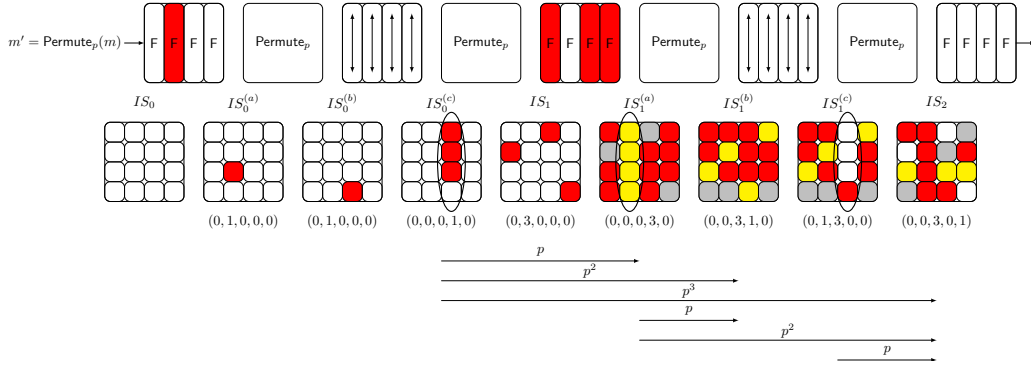 m′ = Permute_p(m)
F F F F
Permute_p
Permute_p
F F F F
Permute_p
Permute_p
F F F F
IS_0 IS_0^(a) IS_0^(b) IS_0^(c) IS_1 IS_1^(a) IS_1^(b) IS_1^(c) IS_2
(0,1,0,0,0) (0,1,0,0,0) (0,0,0,1,0) (0,3,0,0,0) (0,0,0,3,0) (0,0,3,1,0) (0,1,3,0,0) (0,0,3,0,1)
p
p^2
p^3
p
p^2
p